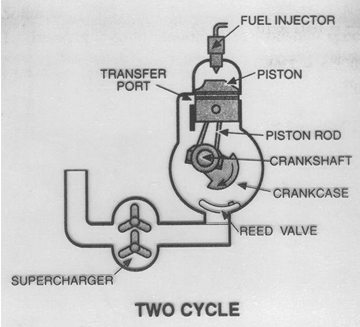 FUEL INJECTOR
TRANSFER
PORT
PISTON
PISTON ROD
CRANKSHAFT
CRANKCASE
REED VALVE
SUPERCHARGER
TWO CYCLE